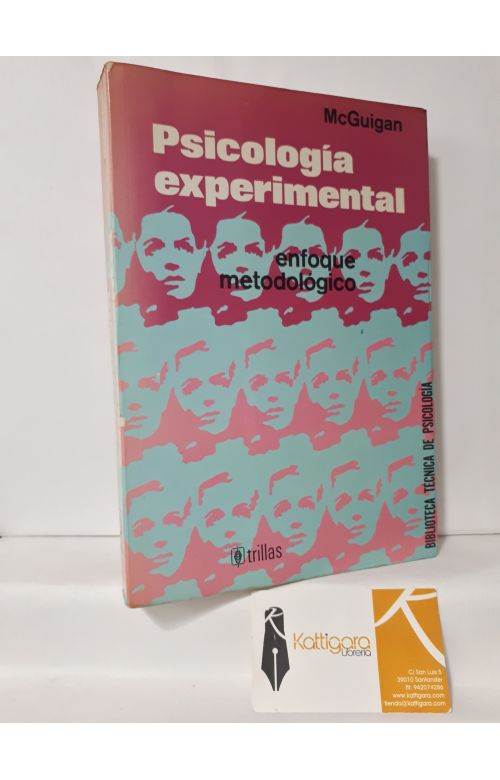 McGuigan
Psicología
experimental
enfoque
metodologico
BIBLIOTECA TÉCNICA DE PSICOLOGÍA
trillas
Kattigara
Librería
C/ San Luis 5
39010 Santander
tlf. 942074286
www.kattigara.com
tienda@kattigara.com